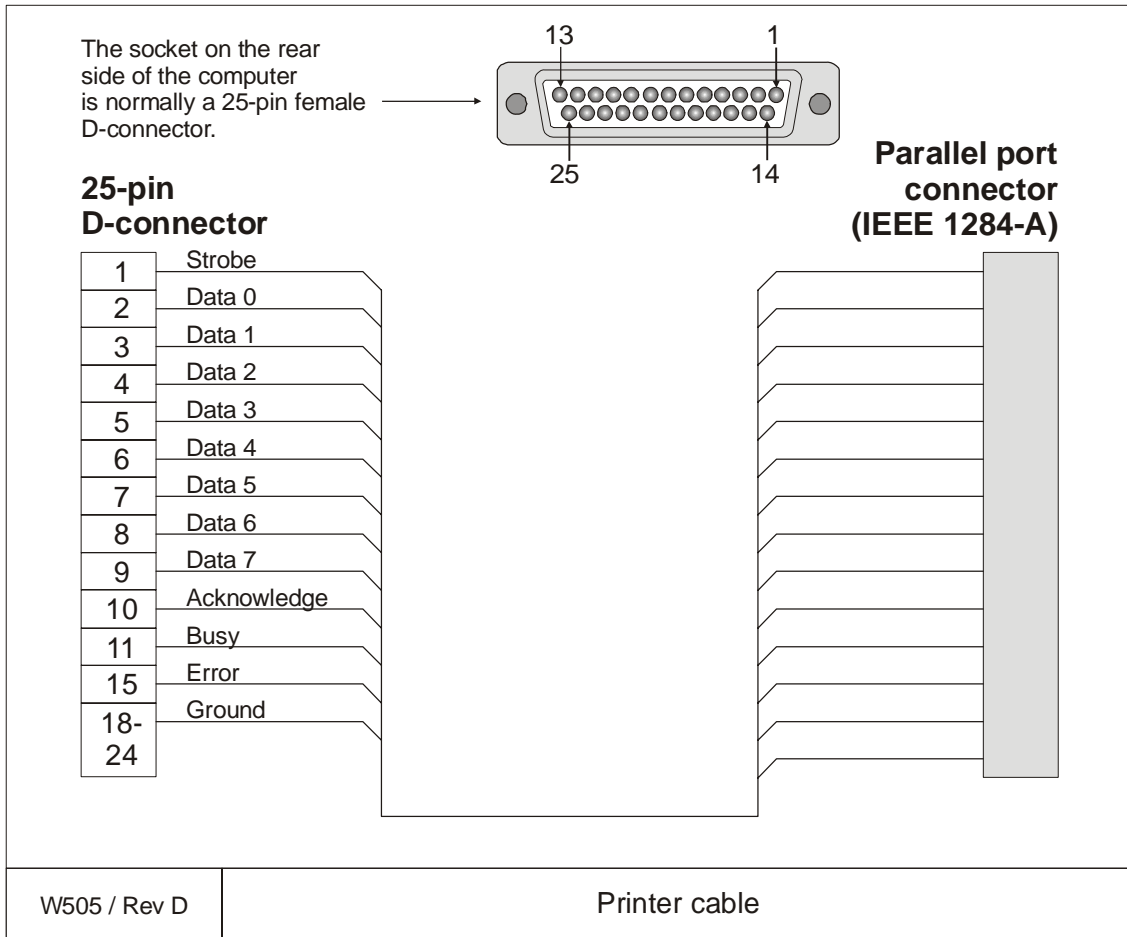 The socket on the rear
side of the computer
is normally a 25-pin female
D-connector.
13
1
25
14
25-pin
D-connector
Parallel port
connector
(IEEE 1284-A)
1 Strobe
2 Data 0
3 Data 1
4 Data 2
5 Data 3
6 Data 4
7 Data 5
8 Data 6
9 Data 7
10 Acknowledge
11 Busy
15 Error
18- Ground
24
W505 / Rev D
Printer cable